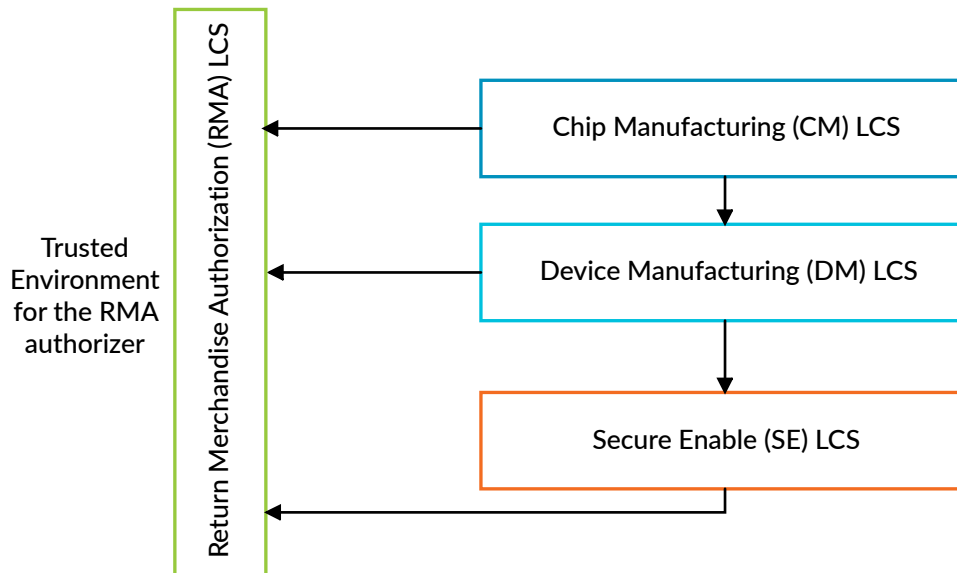 Trusted
Environment
for the RMA
authorizer
Return Merchandise Authorization (RMA) LCS
Chip Manufacturing (CM) LCS
Device Manufacturing (DM) LCS
Secure Enable (SE) LCS